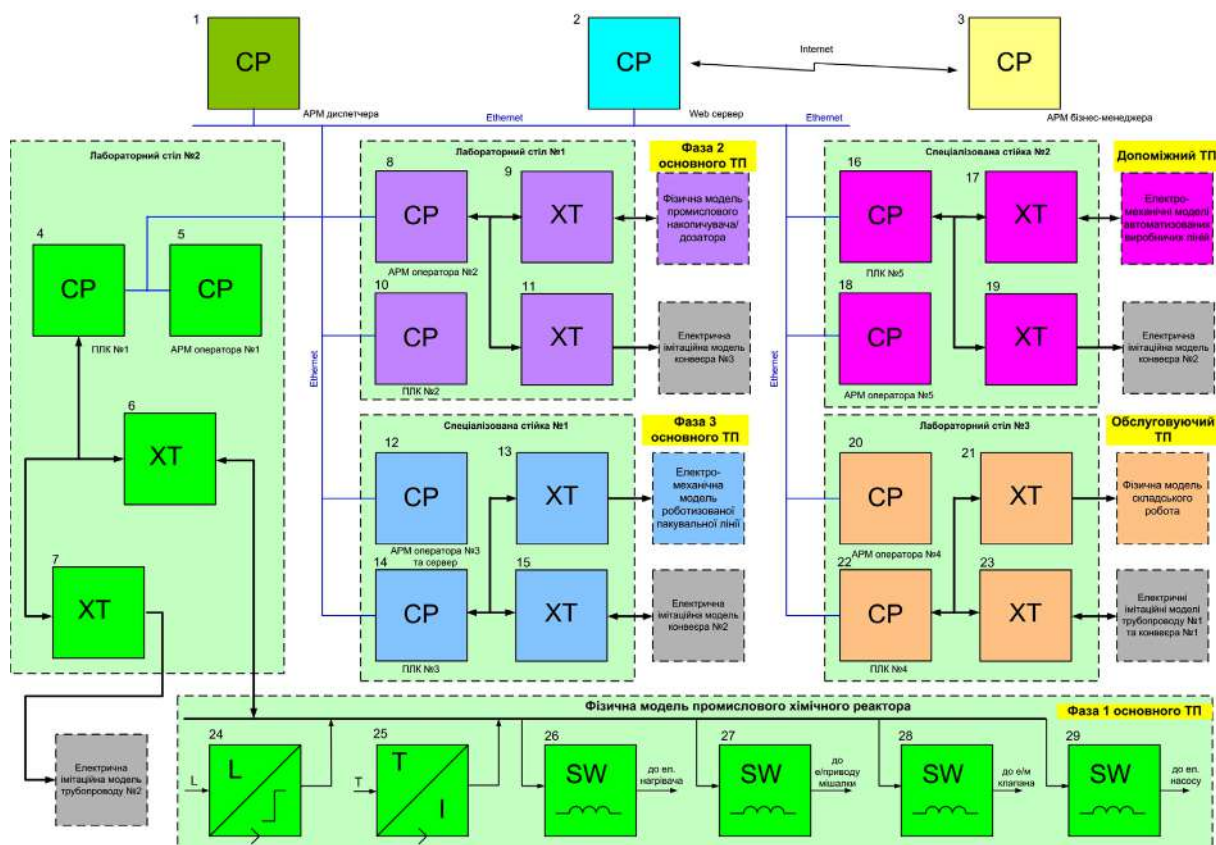 1
CP
2
CP
3
CP
Internet
АРМ диспетчера
Ethernet
Web сервер
Ethernet
АРМ бізнес-менеджера
Лабораторний стіл №2
4
CP
5
CP
ПЛК №1
АРМ оператора №1
6
XT
7
XT
Електрична
імітаційна модель
трубопроводу №2
Ethernet
Лабораторний стіл №1
Фаза 2
основного ТП
8
CP
9
XT
АРМ оператора №2
Фізична модель
промислового
накопичувача/
дозатора
10
CP
11
XT
ПЛК №2
Електрична
імітаційна модель
конвеєра №3
Спеціалізована стійка №1
Фаза 3
основного ТП
12
CP
13
XT
АРМ оператора №3
та сервер
Електро-
механічна
модель
роботизованої
пакувальної лінії
14
CP
15
XT
ПЛК №3
Електрична
імітаційна модель
конвеєра №2
Ethernet
Спеціалізована стійка №2
Допоміжний ТП
16
CP
17
XT
ПЛК №5
Електро-
механічні моделі
автоматизованих
виробничих ліній
18
CP
19
XT
АРМ оператора №5
Електрична
імітаційна модель
конвеєра №2
Лабораторний стіл №3
Обслуговуючий
ТП
20
CP
21
XT
АРМ оператора №4
Фізична модель
складського
робота
22
CP
23
XT
ПЛК №4
Електричні
імітаційні моделі
трубопроводу №1
та конвеєра №1
Фізична модель промислового хімічного реактора
Фаза 1 основного ТП
24
L
L
25
T
T
I
26
SW
до ел.
нагрівача
27
SW
до
е/приводу
мішалки
28
SW
до е/м
клапана
29
SW
до ел.
насосу